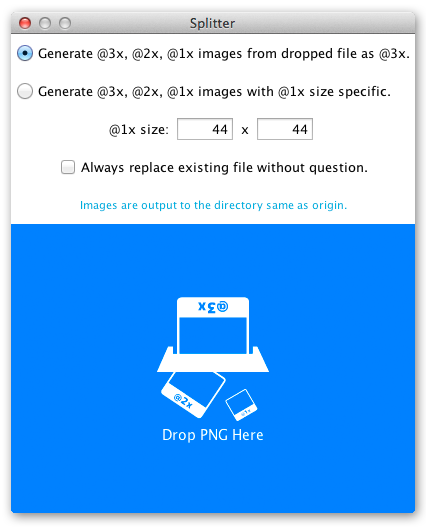 Splitter
Generate @3x, @2x, @1x images from dropped file as @3x.
Generate @3x, @2x, @1x images with @1x size specific.
@1x size: 44 x 44
Always replace existing file without question.
Images are output to the directory same as origin.
@3x
@2x
@1x
Drop PNG Here